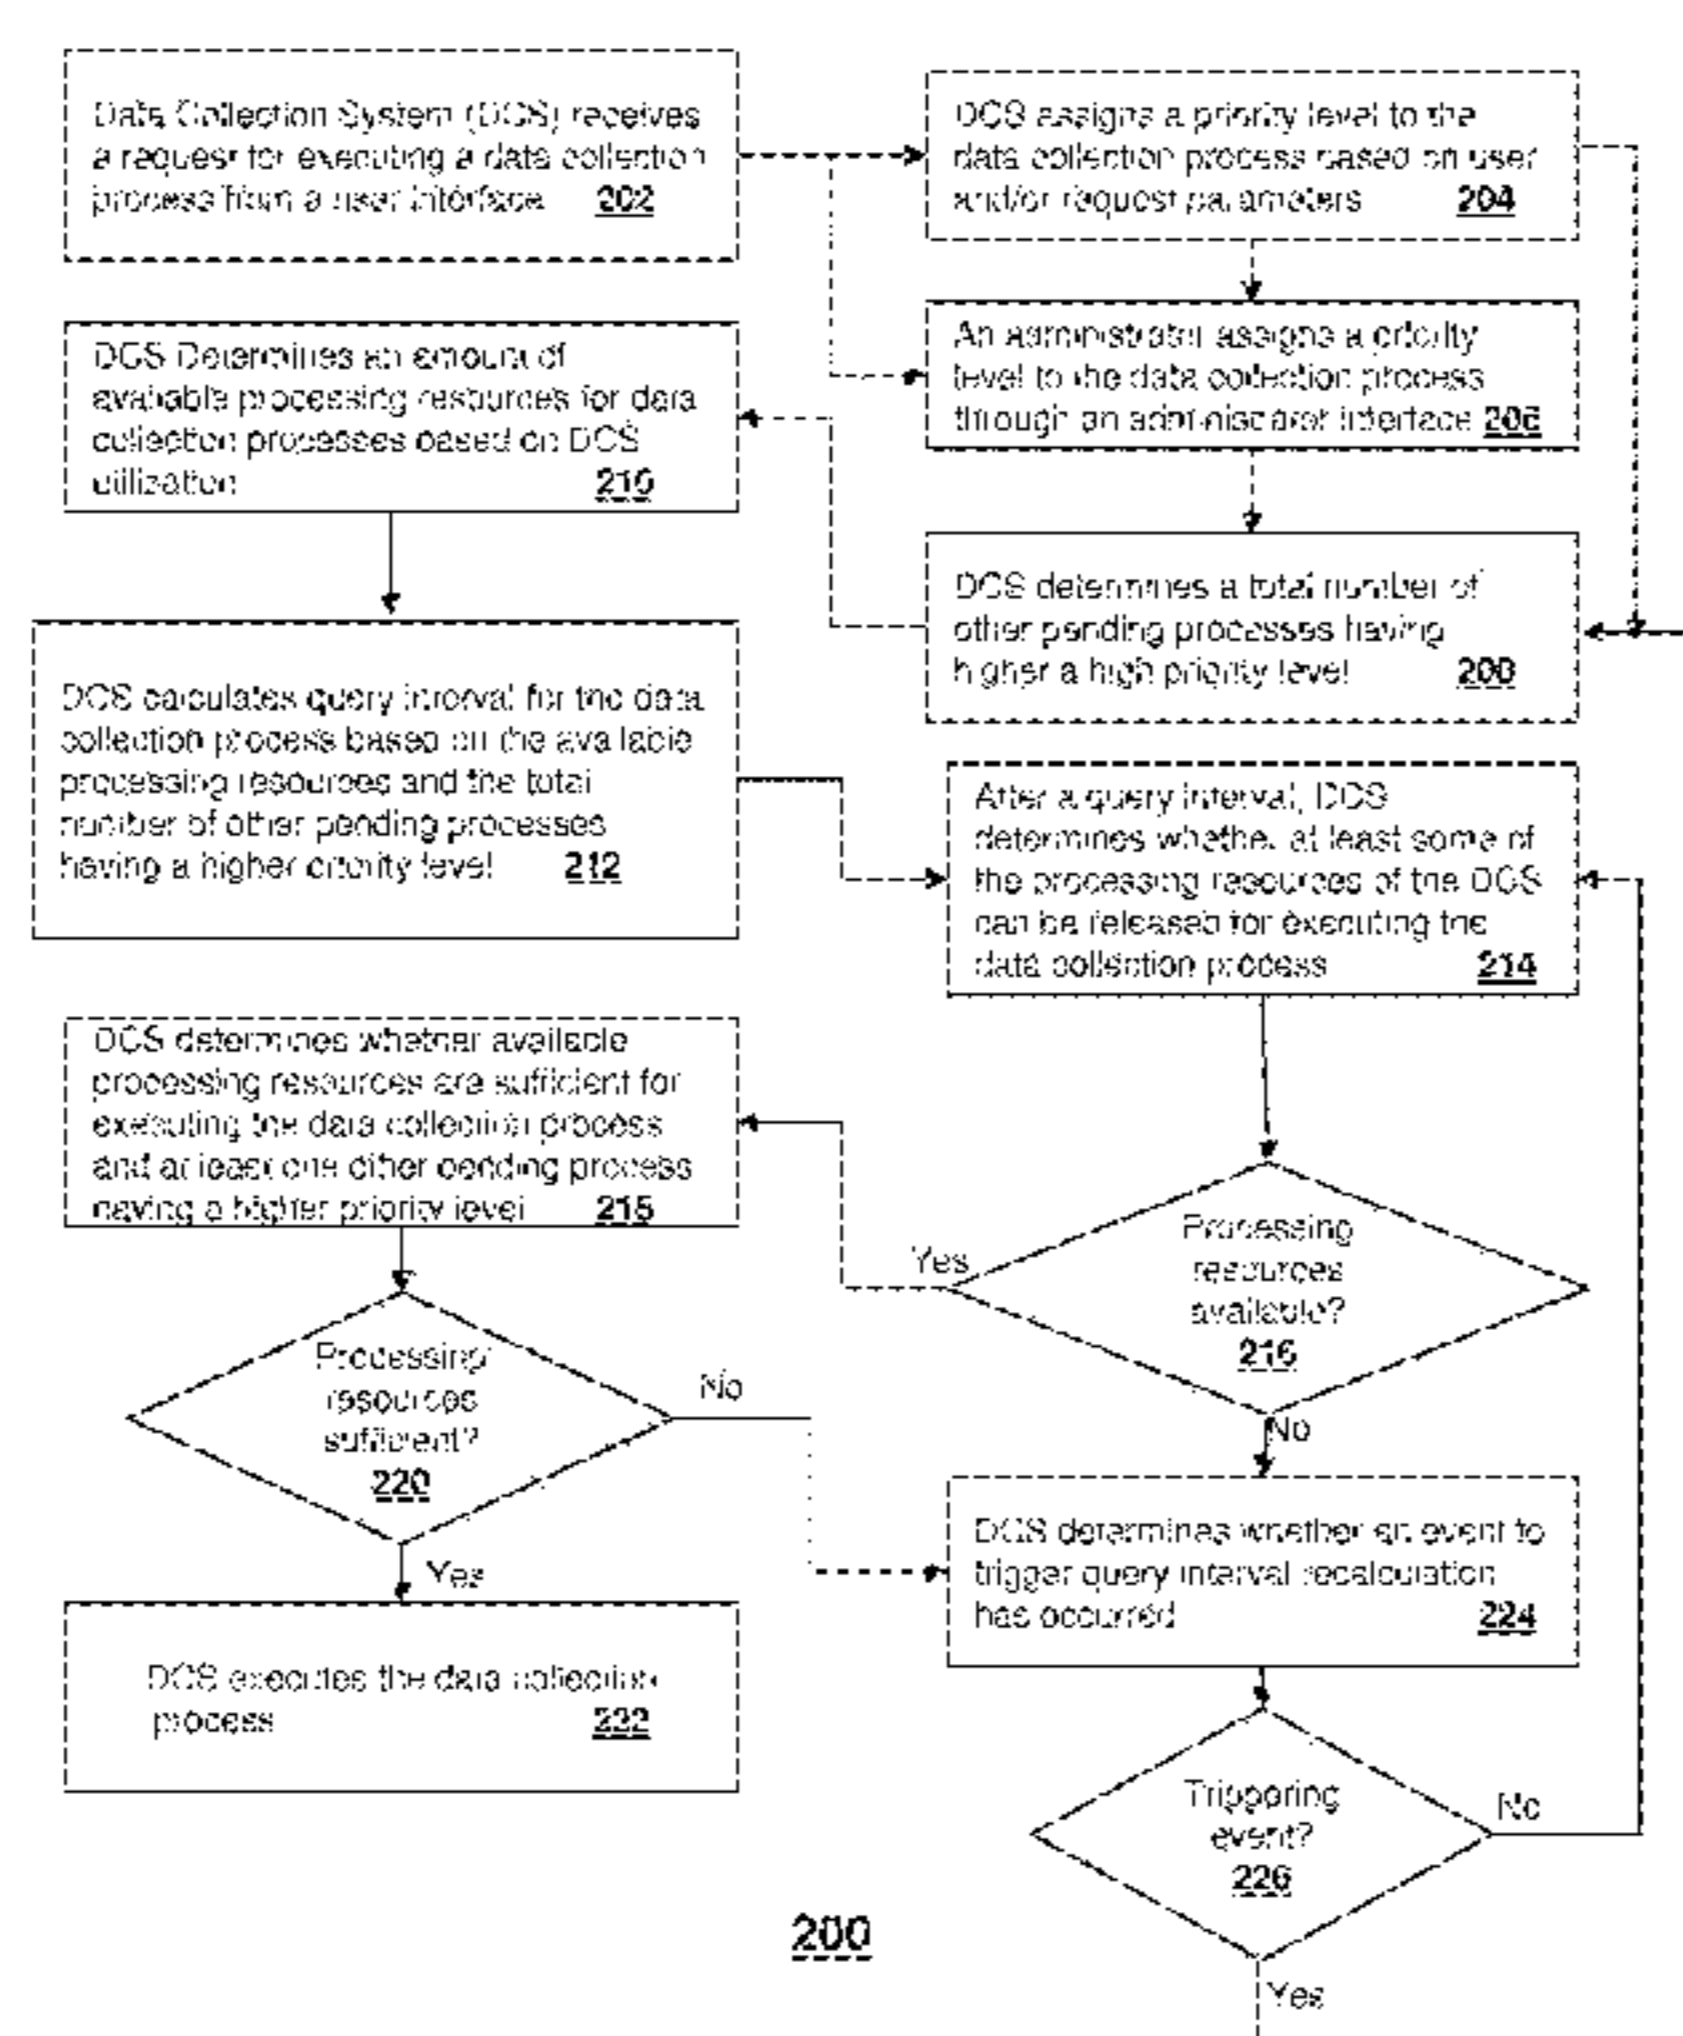 Data Collection System (DCS) receives
a request for executing a data collection
process from a user interface 202
DCS assigns a priority level to the
data collection process based on user
and/or request parameters 204
An administrator assigns a priority
level to the data collection process
through an administrator interface 206
DCS Determines an amount of
available processing resources for data
collection processes based on DCS
utilization 210
DCS determines a total number of
other pending processes having
higher a high priority level 208
DCS calculates query interval for the data
collection process based on the available
processing resources and the total
number of other pending processes
having a higher priority level 212
After a query interval, DCS
determines whether at least some of
the processing resources of the DCS
can be released for executing the
data collection process 214
DCS determines whether available
processing resources are sufficient for
executing the data collection process
and at least one other pending process
having a higher priority level 218
Yes
Processing
resources
available?
216
No
Processing
resources
sufficient?
220
No
Yes
DCS determines whether an event to
trigger query interval recalculation
has occurred 224
DCS executes the data collection
process 222
Triggering
event?
226
No
Yes
200